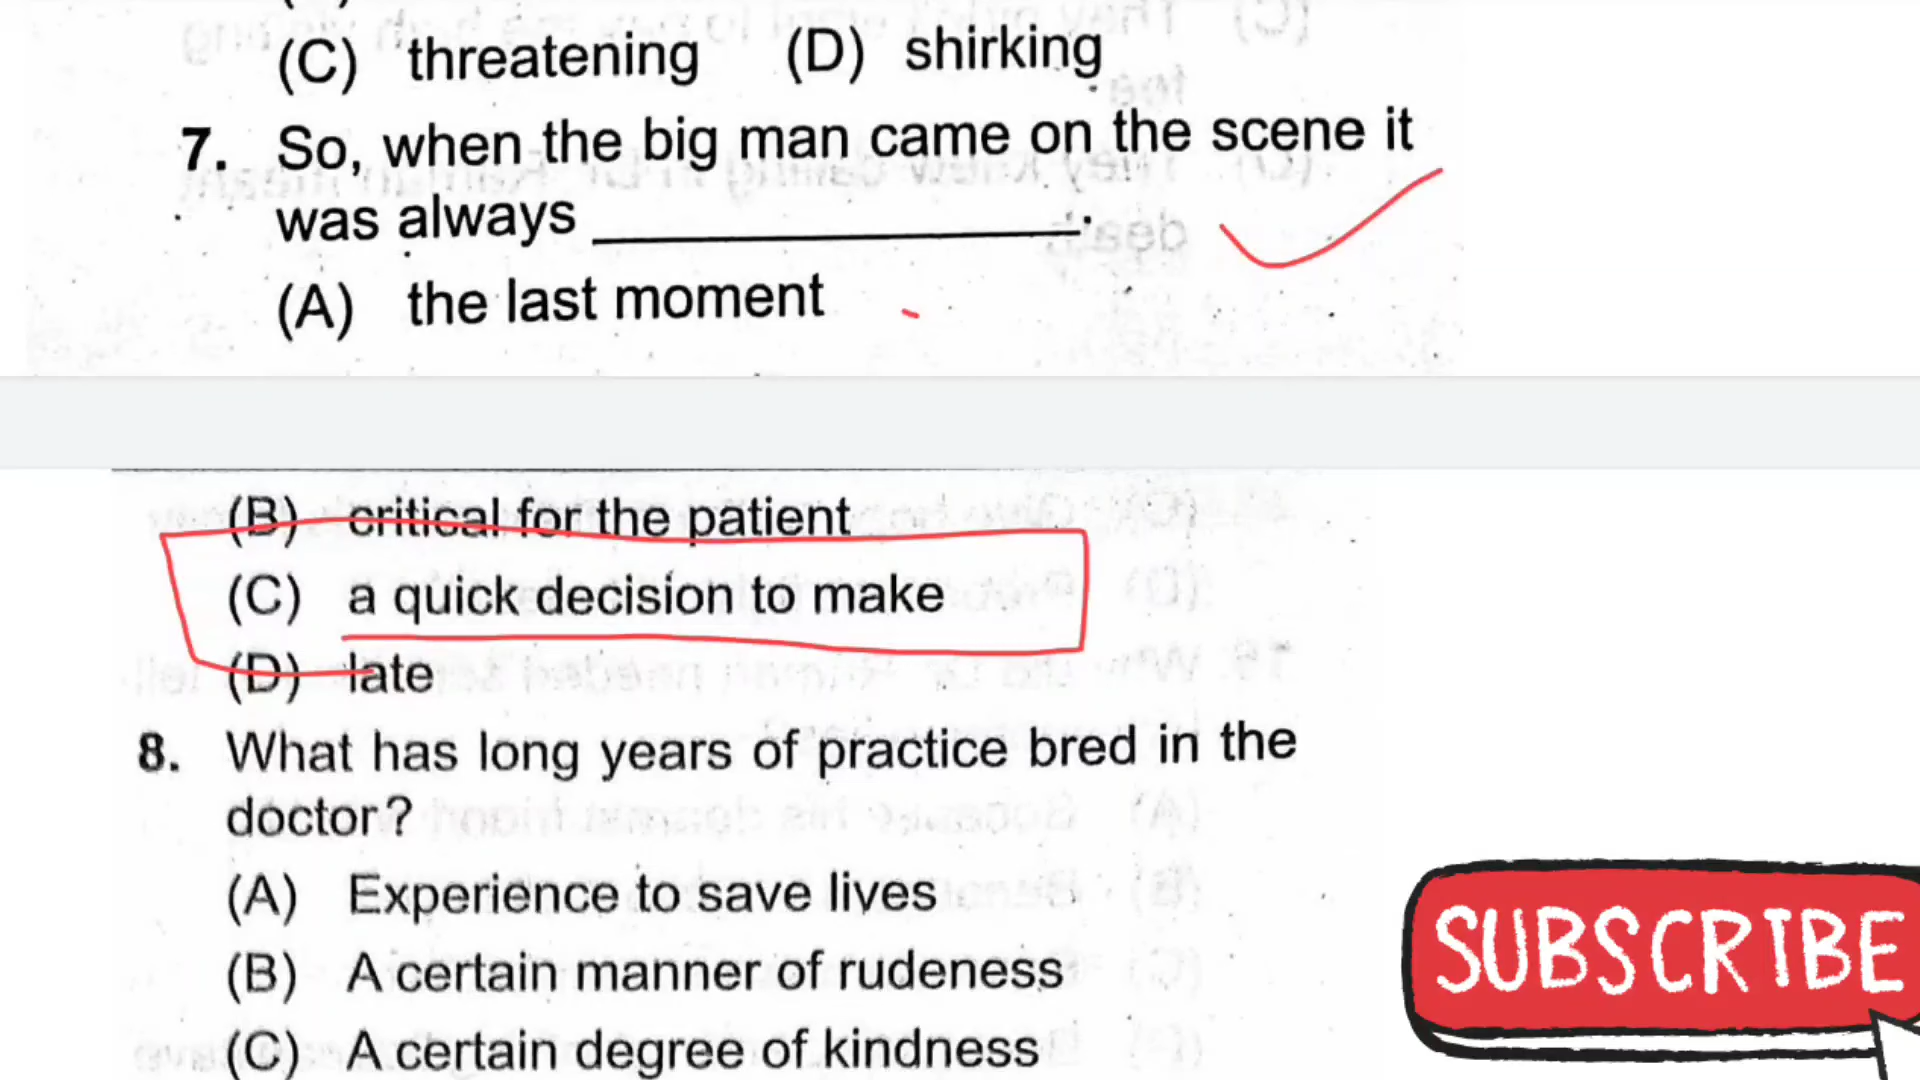 (C) threatening (D) shirking
7. So, when the big man came on the scene it
was always ____________.
(A) the last moment
(B) critical for the patient
(C) a quick decision to make
(D) late
8. What has long years of practice bred in the
doctor?
(A) Experience to save lives
(B) A certain manner of rudeness
(C) A certain degree of kindness
SUBSCRIBE